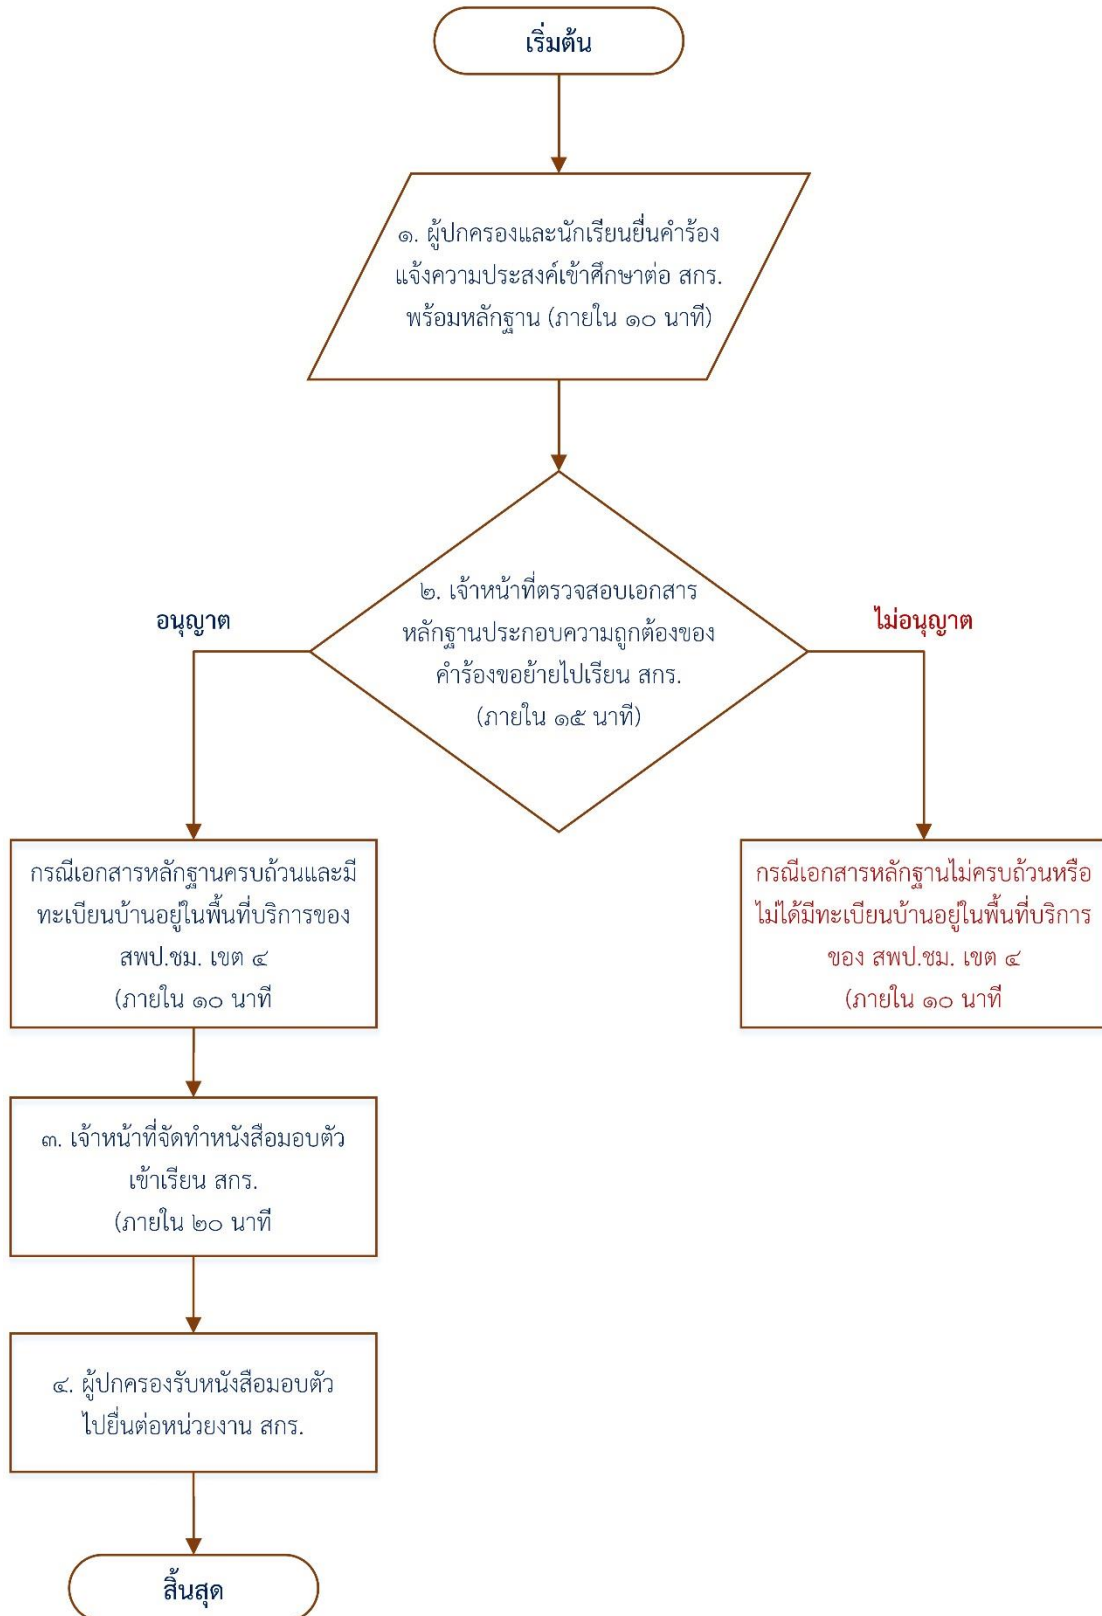 เริ่มต้น
๑. ผู้ปกครองและนักเรียนยื่นคำร้อง
แจ้งความประสงค์เข้าศึกษาต่อ สกร.
พร้อมหลักฐาน (ภายใน ๑๐ นาที)
๒. เจ้าหน้าที่ตรวจสอบเอกสาร
หลักฐานประกอบความถูกต้องของ
คำร้องขอย้ายไปเรียน สกร.
(ภายใน ๑๕ นาที)
อนุญาต
ไม่อนุญาต
กรณีเอกสารหลักฐานครบถ้วนและมี
ทะเบียนบ้านอยู่ในพื้นที่บริการของ
สพป.ชม. เขต ๔
(ภายใน ๑๐ นาที
กรณีเอกสารหลักฐานไม่ครบถ้วนหรือ
ไม่ได้มีทะเบียนบ้านอยู่ในพื้นที่บริการ
ของ สพป.ชม. เขต ๔
(ภายใน ๑๐ นาที
๓. เจ้าหน้าที่จัดทำหนังสือมอบตัว
เข้าเรียน สกร.
(ภายใน ๒๐ นาที
๔. ผู้ปกครองรับหนังสือมอบตัว
ไปยื่นต่อหน่วยงาน สกร.
สิ้นสุด